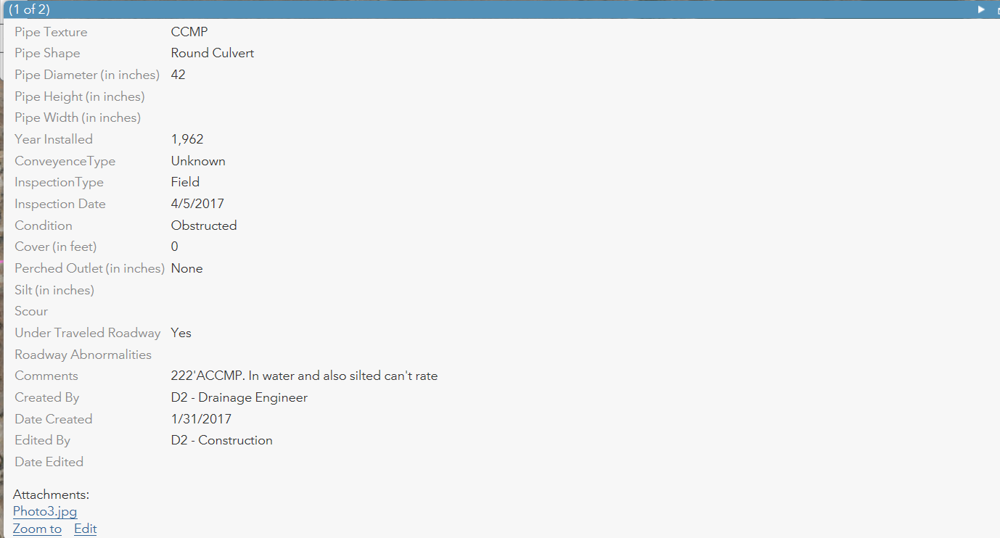 (1 of 2)
Pipe Texture CCMP
Pipe Shape Round Culvert
Pipe Diameter (in inches) 42
Pipe Height (in inches)
Pipe Width (in inches)
Year Installed 1,962
ConveyenceType Unknown
InspectionType Field
Inspection Date 4/5/2017
Condition Obstructed
Cover (in feet) 0
Perched Outlet (in inches) None
Silt (in inches)
Scour
Under Traveled Roadway Yes
Roadway Abnormalities
Comments 222'ACCMP. In water and also silted can't rate
Created By D2 - Drainage Engineer
Date Created 1/31/2017
Edited By D2 - Construction
Date Edited
Attachments:
Photo3.jpg
Zoom to Edit